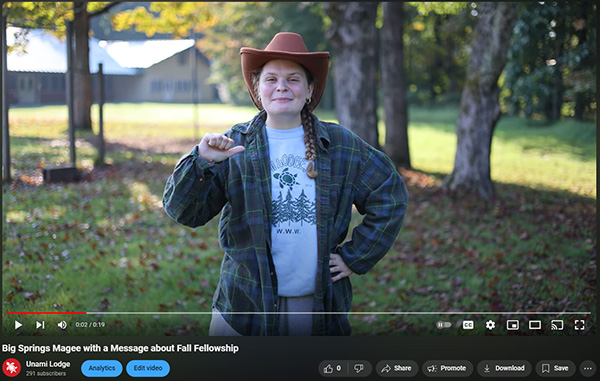 W.W.W.
0:02 / 0:19
CC
Big Springs Magee with a Message about Fall Fellowship
Unami Lodge
291 subscribers
Analytics
Edit video
0
Share
Promote
Download
Save